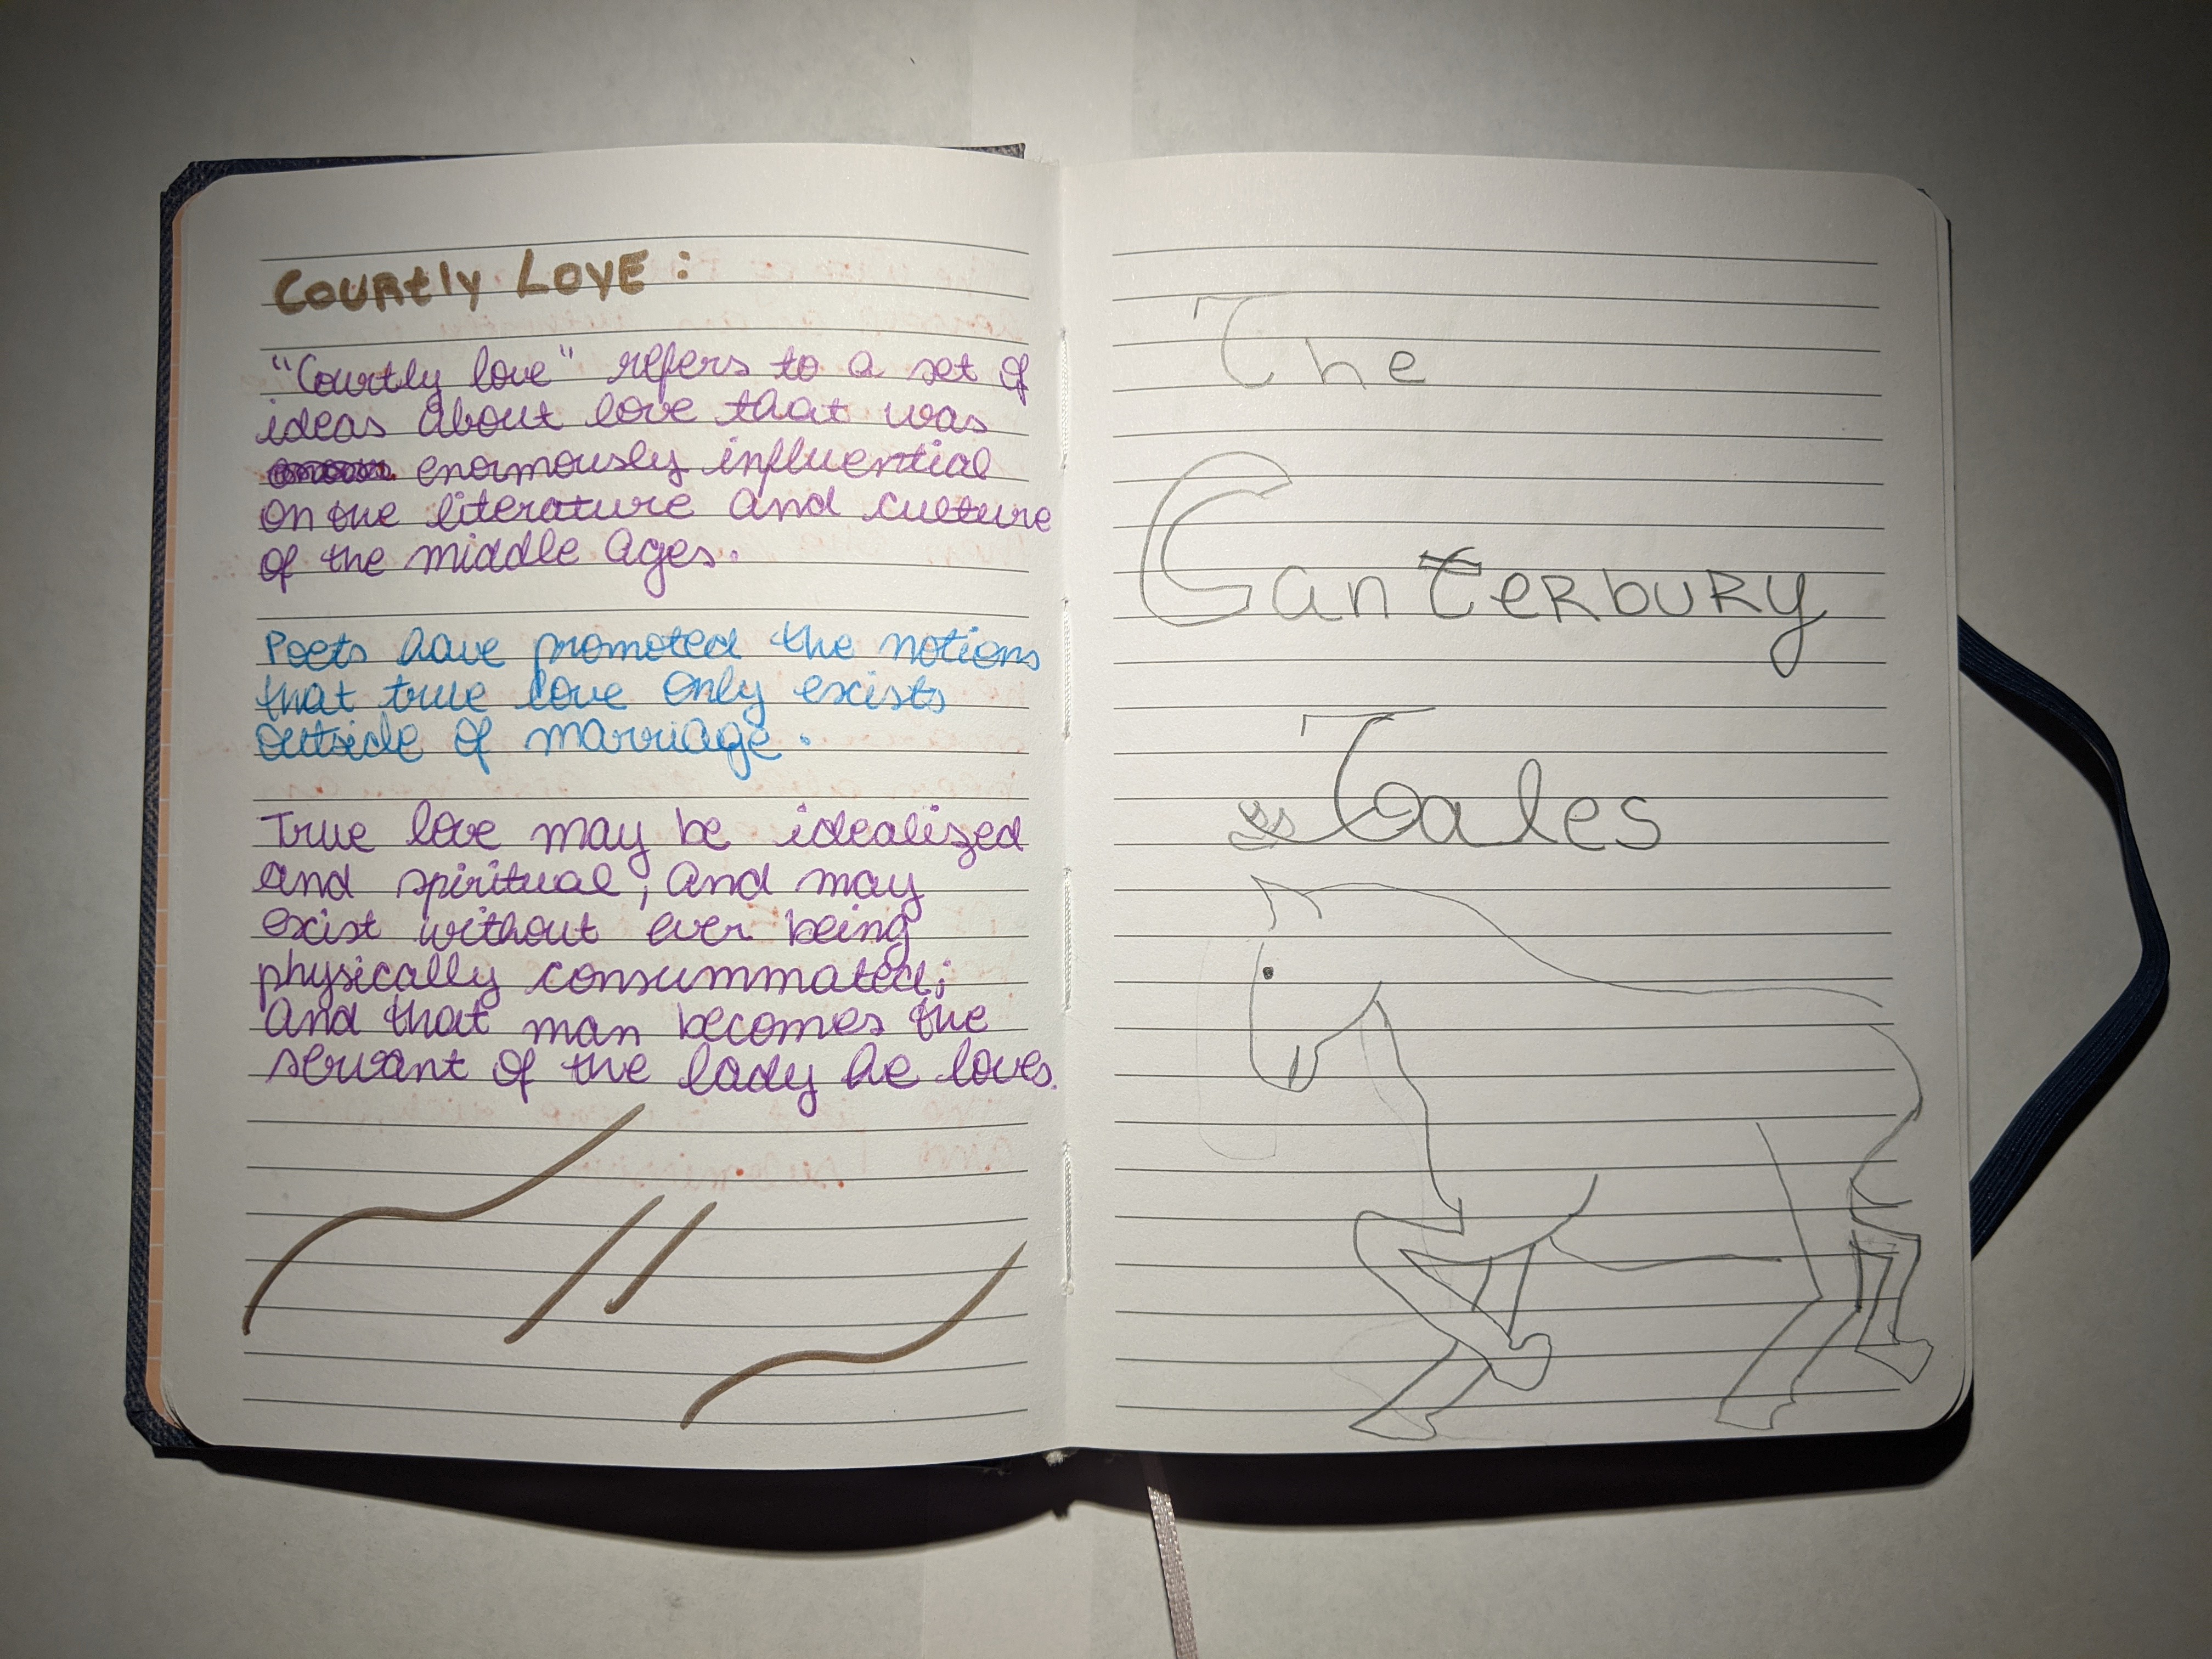 Courtly Love:
"Courtly love" refers to a set of
ideas about love that was
enormously influential
on the literature and culture
of the middle ages.
Poets have promoted the notions
that true love only exists
outside of marriage.
True love may be idealized
and spiritual, and may
exist without ever being
physically consummated;
and that man becomes the
servant of the lady he loves.
The
Canterbury
Tales